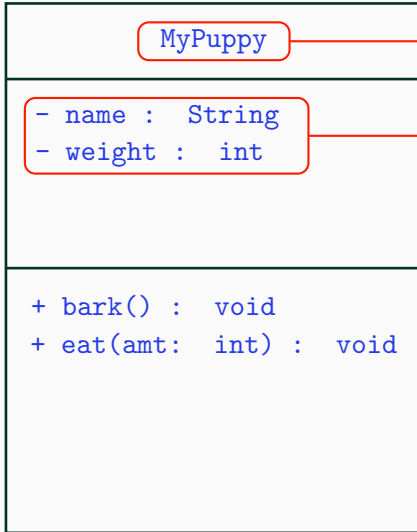 MyPuppy
- name : String
- weight : int
+ bark() : void
+ eat(amt: int) : void